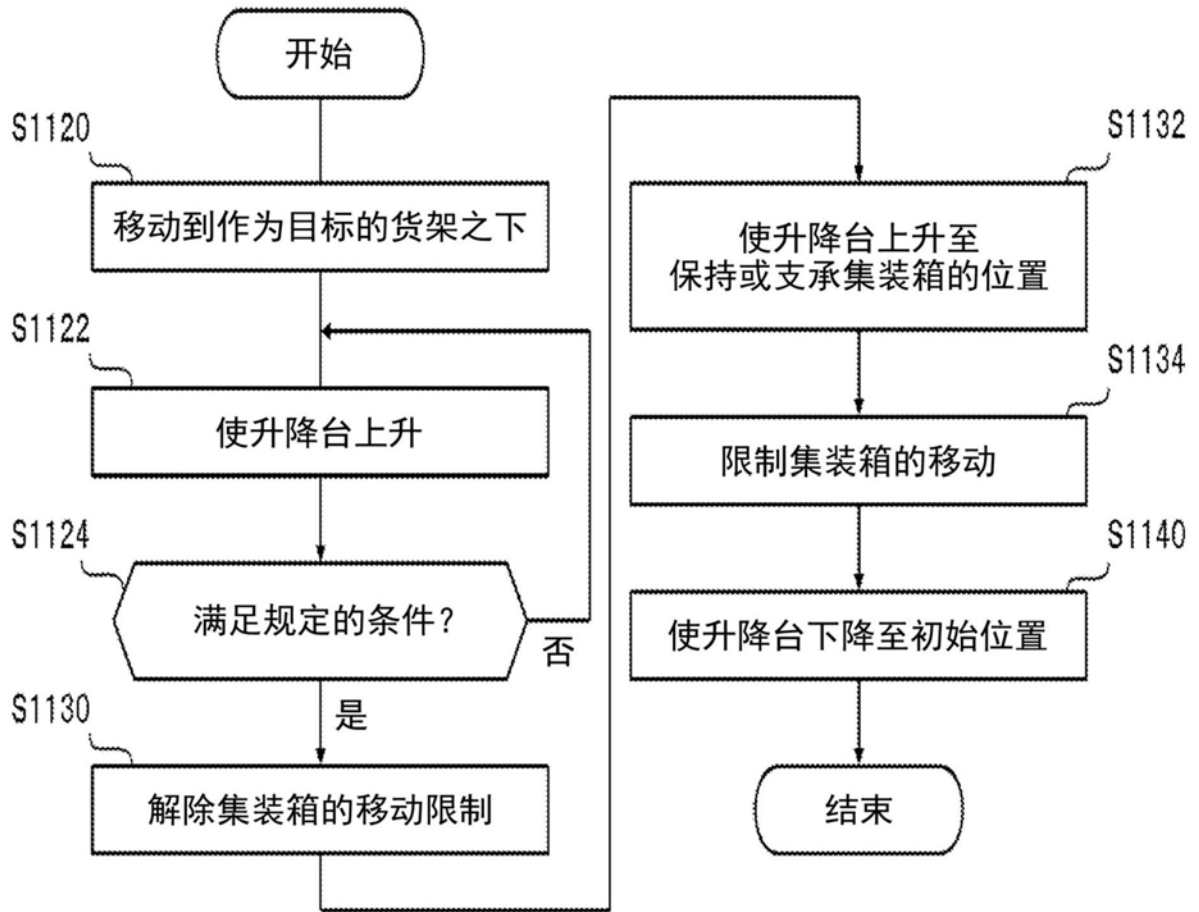 开始
S1120
移动到作为目标的货架之下
S1122
使升降台上升
S1124
满足规定的条件？
否
是
S1130
解除集装箱的移动限制
S1132
使升降台上升至
保持或支承集装箱的位置
S1134
限制集装箱的移动
S1140
使升降台下降至初始位置
结束